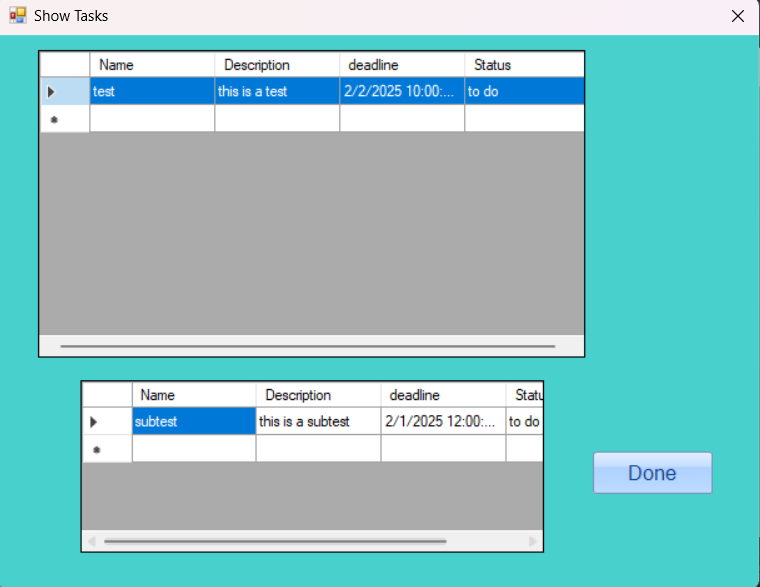 Show Tasks
Name Description deadline Status
test this is a test 2/2/2025 10:00:... to do
Name Description deadline Statu
subtest this is a subtest 2/1/2025 12:00:... to do
Done